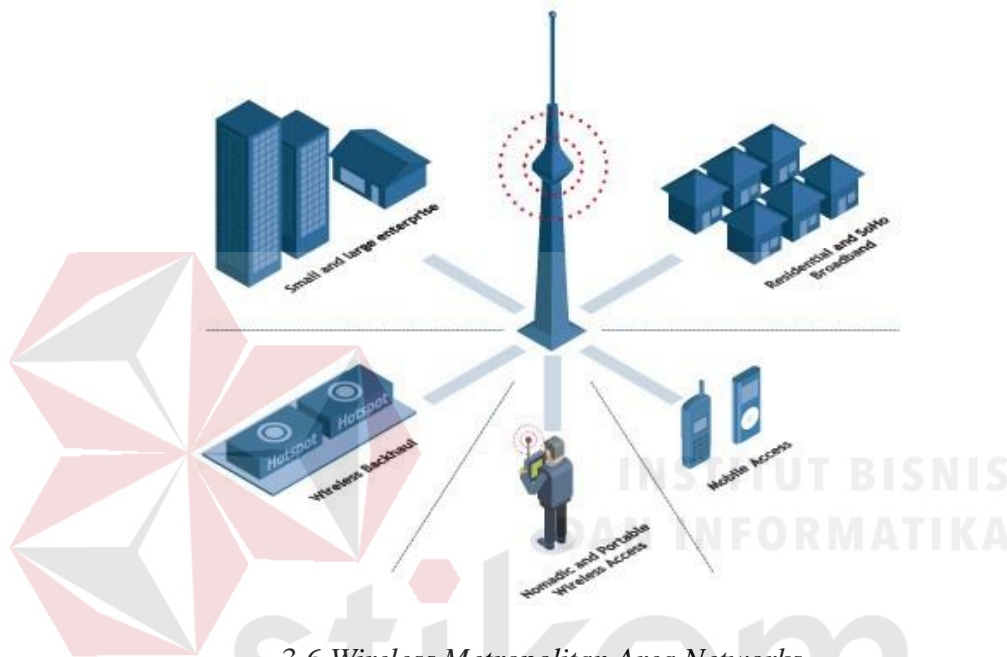 Small and large enterprise
Residential and SoHo
Broadband
Hotspot
Hotspot
Wireless Backhaul
Mobile Access
Nomadic and Portable
Wireless Access
INSTITUT BISNIS
DAN INFORMATIKA
stikom
3.6 Wireless Metropolitan Area Networks